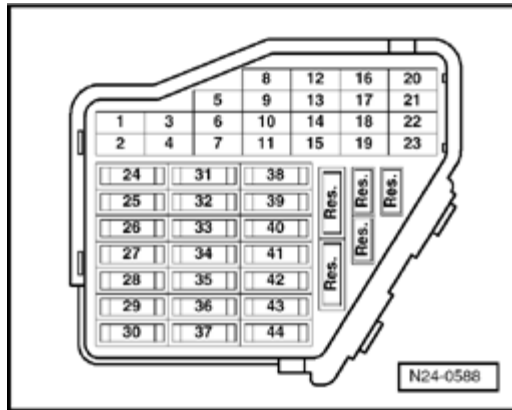 8 12 16 20
5 9 13 17 21
1 3 6 10 14 18 22
2 4 7 11 15 19 23
24 31 38
25 32 39
26 33 40
27 34 41
28 35 42
29 36 43
30 37 44
Res. Res. Res.
Res. Res.
N24-0588